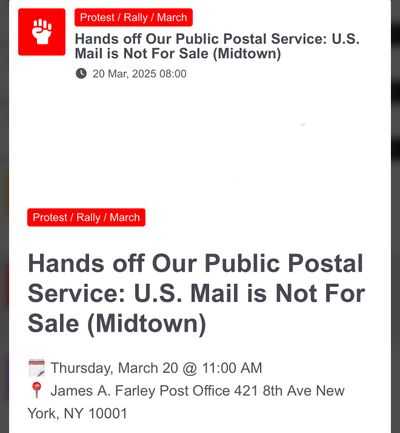 Protest / Rally / March
Hands off Our Public Postal Service: U.S.
Mail is Not For Sale (Midtown)
20 Mar, 2025 08:00
Protest / Rally / March
Hands off Our Public Postal
Service: U.S. Mail is Not For
Sale (Midtown)
Thursday, March 20 @ 11:00 AM
James A. Farley Post Office 421 8th Ave New
York, NY 10001